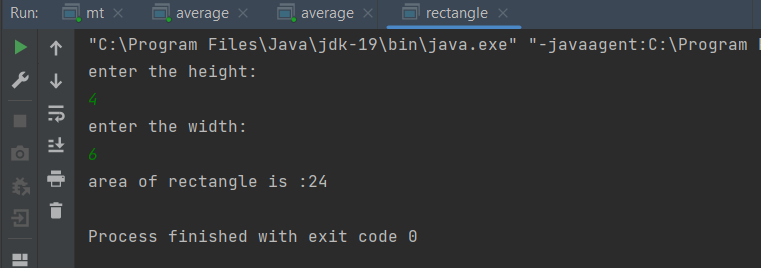 Run: mt average average rectangle
"C:\Program Files\Java\jdk-19\bin\java.exe" "-javaagent:C:\Program
enter the height:
4
enter the width:
6
area of rectangle is :24
Process finished with exit code 0